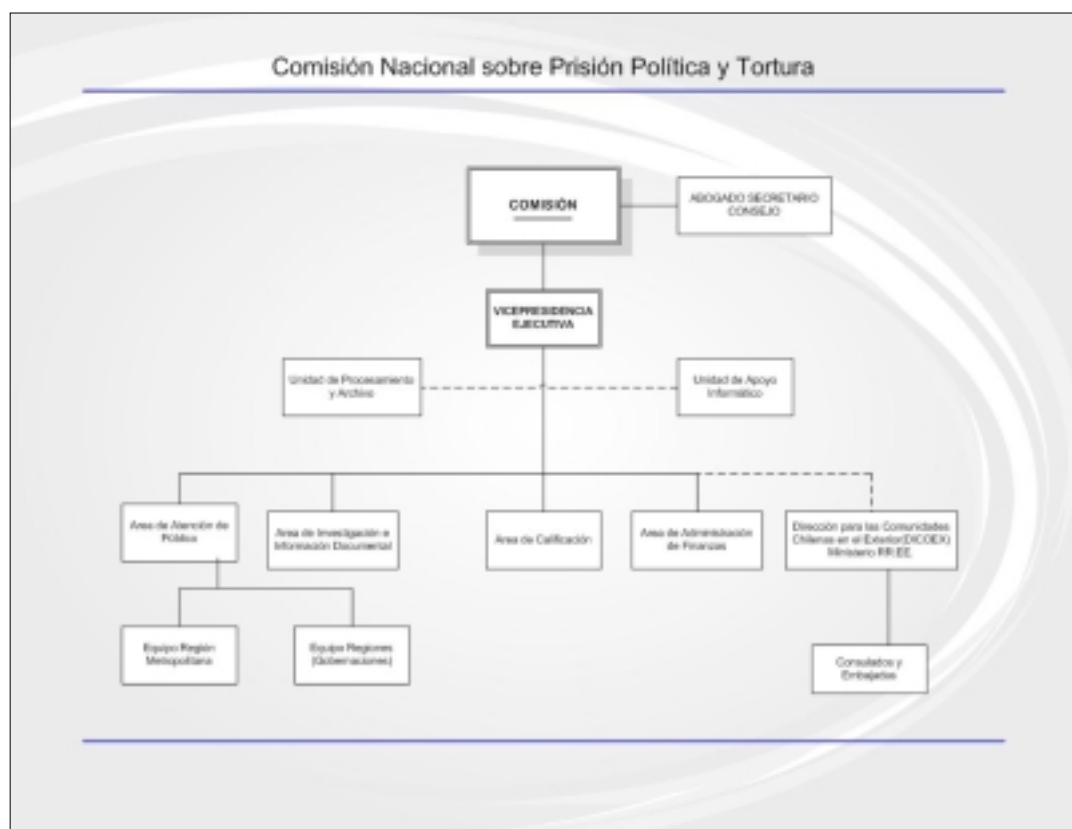 Comisión Nacional sobre Prisión Política y Tortura
COMISIÓN
ABOGADO SECRETARIO
CONSEJO
VICEPRESIDENCIA
EJECUTIVA
Unidad de Procesamiento
y Archivo
Unidad de Apoyo
Informático
Area de Atención de
Público
Area de Investigación e
Información Documental
Area de Calificación
Area de Administración
de Finanzas
Dirección para las Comunidades
Chilenas en el Exterior(DICOEX)
Ministerio RR.EE.
Equipo Región
Metropolitana
Equipo Regiones
(Gobernaciones)
Consulados y
Embajadas